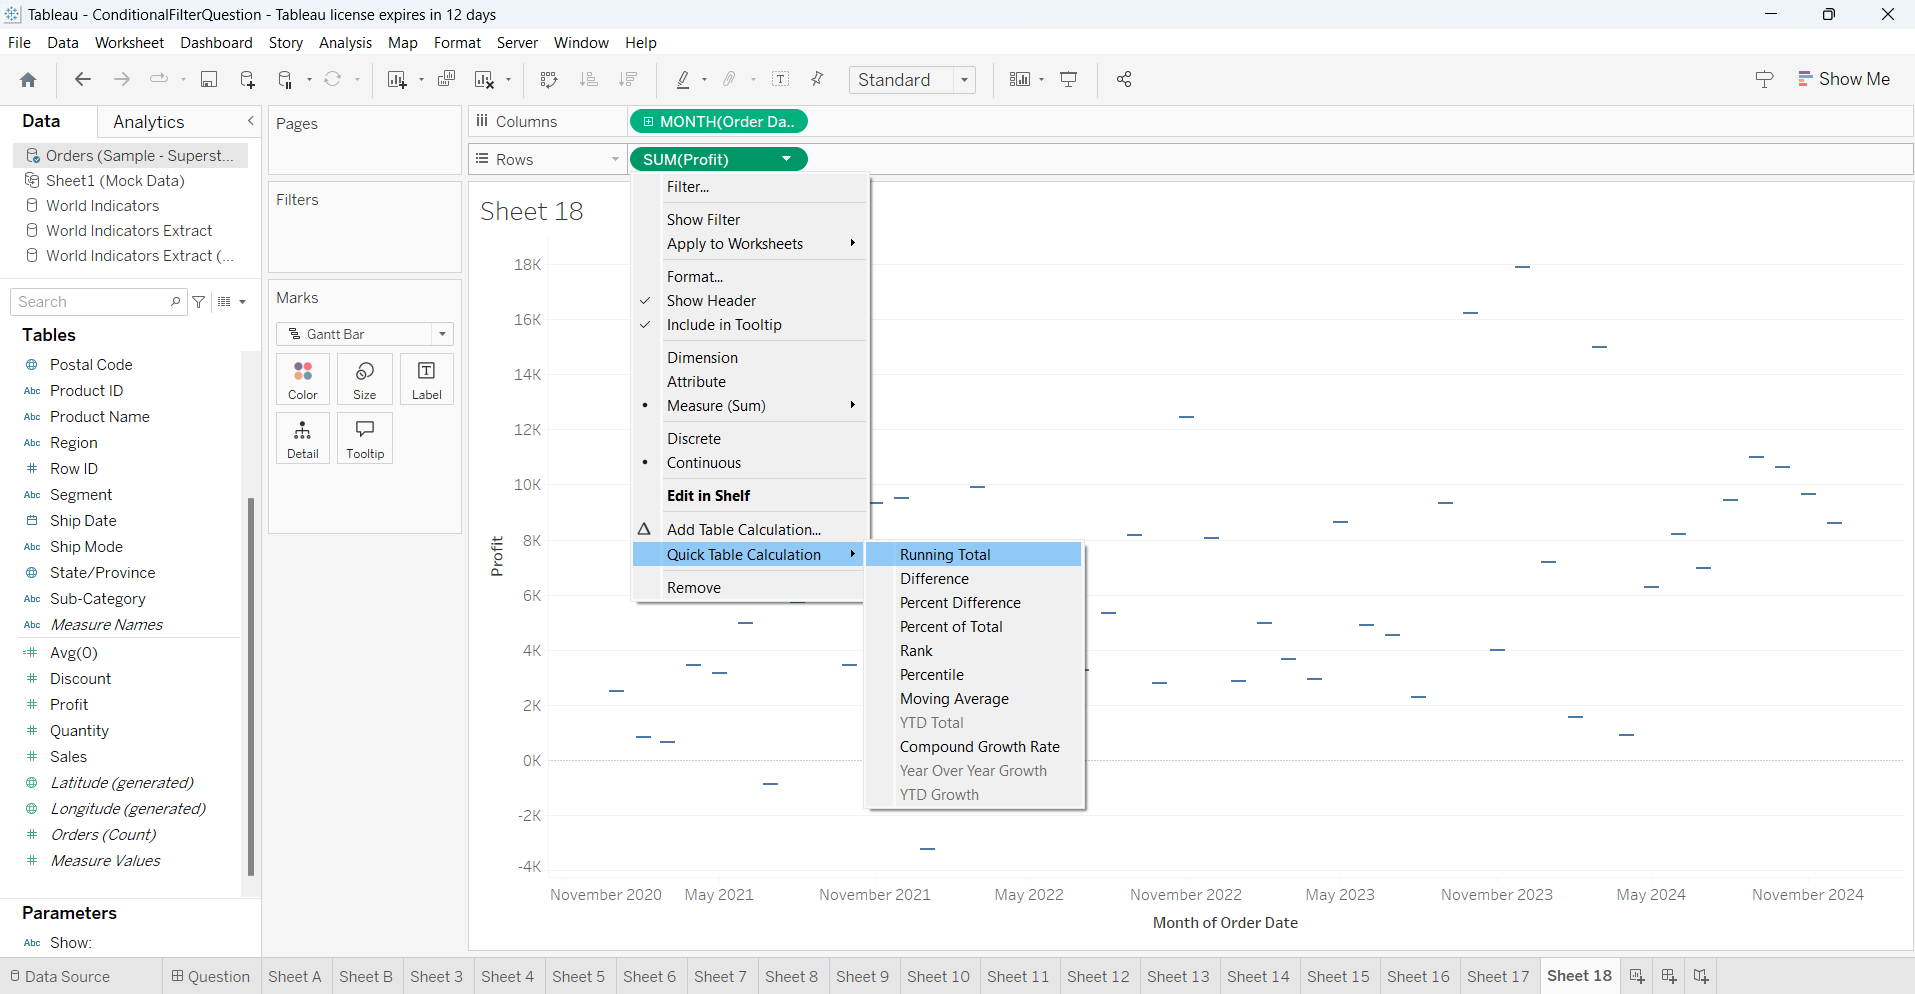 Tableau - ConditionalFilterQuestion - Tableau license expires in 12 days
File Data Worksheet Dashboard Story Analysis Map Format Server Window Help
Standard
Show Me
Data Analytics
Orders (Sample - Superst...
Sheet1 (Mock Data)
World Indicators
World Indicators Extract
World Indicators Extract (...
Search
Tables
Postal Code
Abc Product ID
Abc Product Name
Abc Region
Row ID
Abc Segment
Ship Date
Abc Ship Mode
State/Province
Abc Sub-Category
Abc Measure Names
Avg(0)
Discount
Profit
Quantity
Sales
Latitude (generated)
Longitude (generated)
Orders (Count)
Measure Values
Parameters
Abc Show:
Pages
Filters
Marks
Gantt Bar
Color Size Label
Detail Tooltip
Columns MONTH(Order Da..
Rows SUM(Profit)
Sheet 18
Filter...
Show Filter
Apply to Worksheets
Format...
Show Header
Include in Tooltip
Dimension
Attribute
Measure (Sum)
Discrete
Continuous
Edit in Shelf
Add Table Calculation...
Quick Table Calculation
Remove
Running Total
Difference
Percent Difference
Percent of Total
Rank
Percentile
Moving Average
YTD Total
Compound Growth Rate
Year Over Year Growth
YTD Growth
Profit
18K
16K
14K
12K
10K
8K
6K
4K
2K
0K
-2K
-4K
November 2020 May 2021 November 2021 May 2022 November 2022 May 2023 November 2023 May 2024 November 2024
Month of Order Date
Data Source Question Sheet A Sheet B Sheet 3 Sheet 4 Sheet 5 Sheet 6 Sheet 7 Sheet 8 Sheet 9 Sheet 10 Sheet 11 Sheet 12 Sheet 13 Sheet 14 Sheet 15 Sheet 16 Sheet 17 Sheet 18